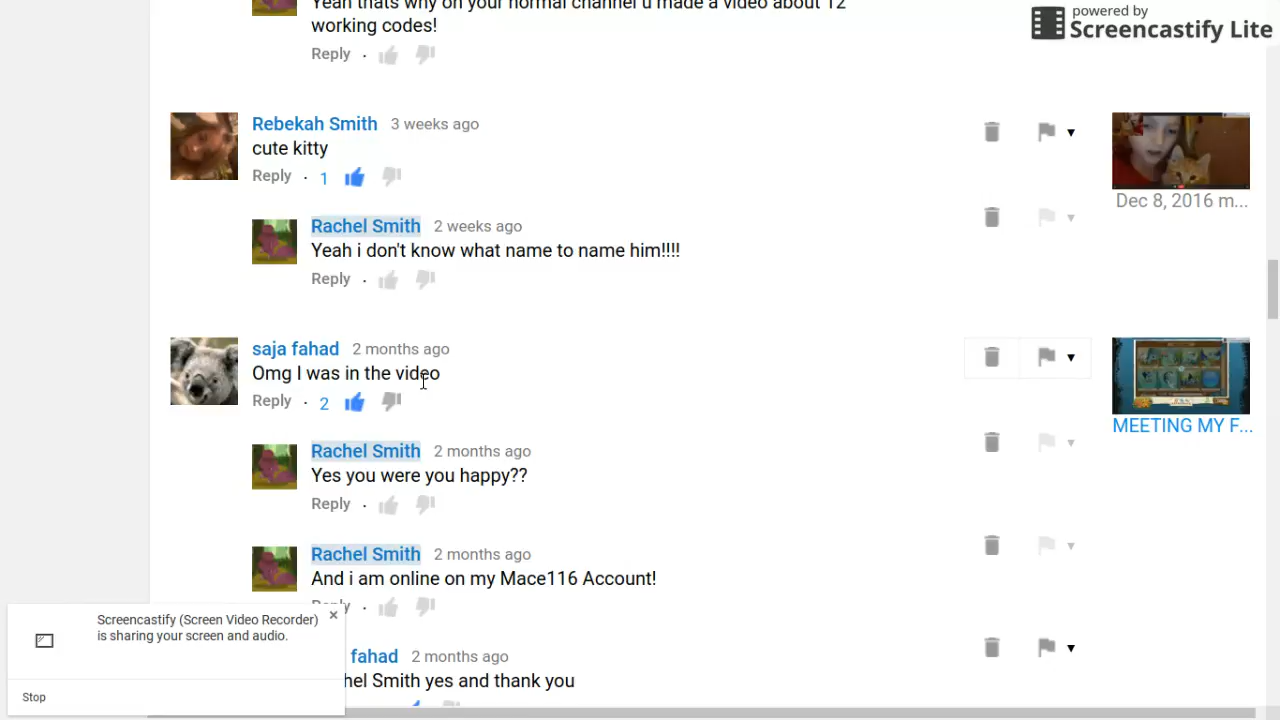 Yeah thats why on your normal channel u made a video about 12
working codes!
Reply ·
powered by
Screencastify Lite
Rebekah Smith 3 weeks ago
cute kitty
Reply · 1
Dec 8, 2016 m...
Rachel Smith 2 weeks ago
Yeah i don't know what name to name him!!!!
Reply ·
saja fahad 2 months ago
Omg I was in the video
Reply · 2
MEETING MY F...
Rachel Smith 2 months ago
Yes you were you happy??
Reply ·
Rachel Smith 2 months ago
And i am online on my Mace116 Account!
Reply ·
fahad 2 months ago
hel Smith yes and thank you
Screencastify (Screen Video Recorder)
is sharing your screen and audio.
Stop